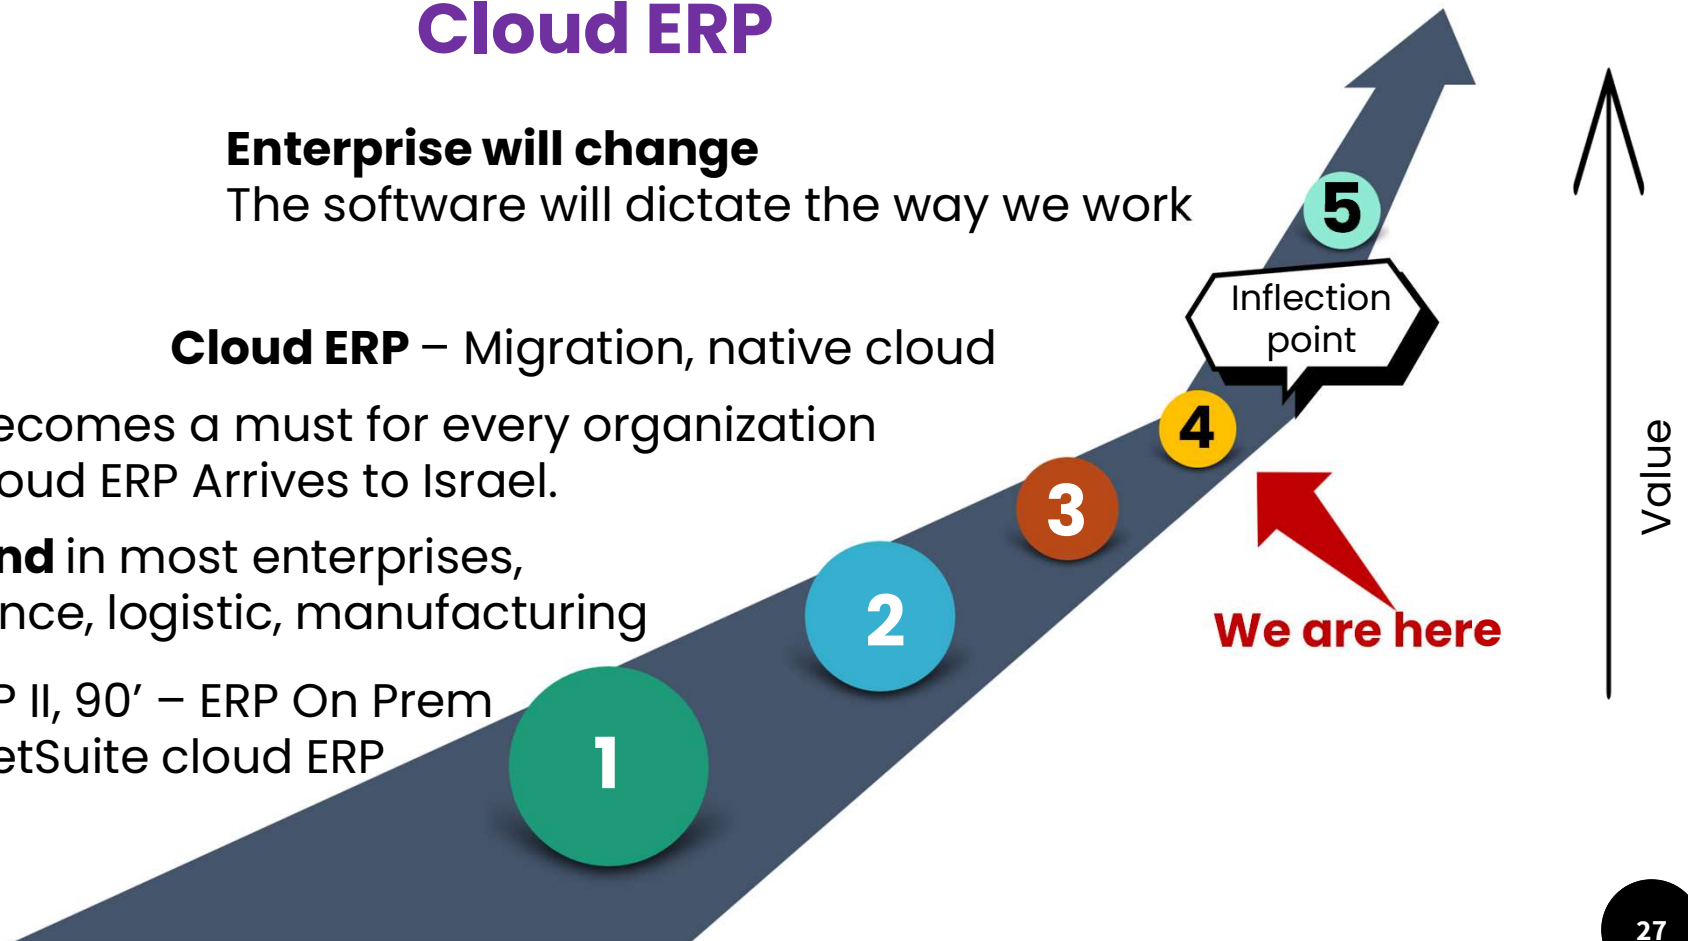 Cloud ERP
Enterprise will change
The software will dictate the way we work
5
Inflection
point
Cloud ERP – Migration, native cloud
4
ecomes a must for every organization
oud ERP Arrives to Israel.
3
nd in most enterprises,
nce, logistic, manufacturing
2
We are here
Value
P II, 90’ – ERP On Prem
etSuite cloud ERP
1
27